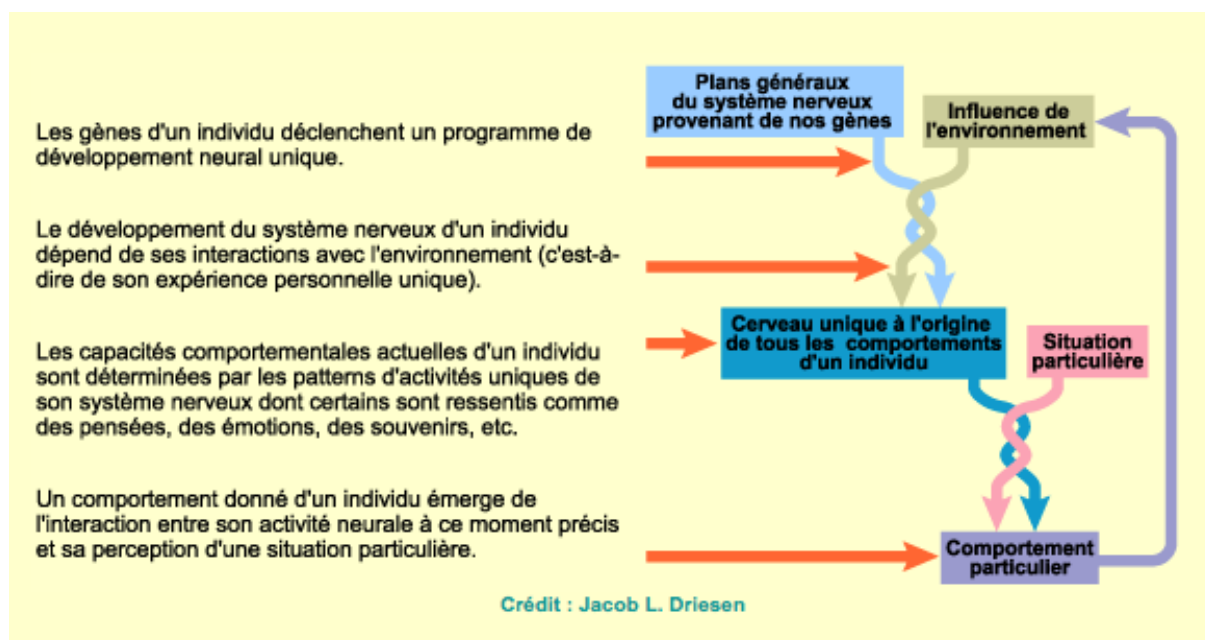 Plans généraux
du système nerveux
provenant de nos gènes
Influence de
l'environnement
Les gènes d'un individu déclenchent un programme de
développement neural unique.
Le développement du système nerveux d'un individu
dépend de ses interactions avec l'environnement (c'est-à-
dire de son expérience personnelle unique).
Cerveau unique à l'origine
de tous les comportements
d'un individu
Situation
particulière
Les capacités comportementales actuelles d'un individu
sont déterminées par les patterns d'activités uniques de
son système nerveux dont certains sont ressentis comme
des pensées, des émotions, des souvenirs, etc.
Un comportement donné d'un individu émerge de
l'interaction entre son activité neurale à ce moment précis
et sa perception d'une situation particulière.
Comportement
particulier
Crédit : Jacob L. Driesen